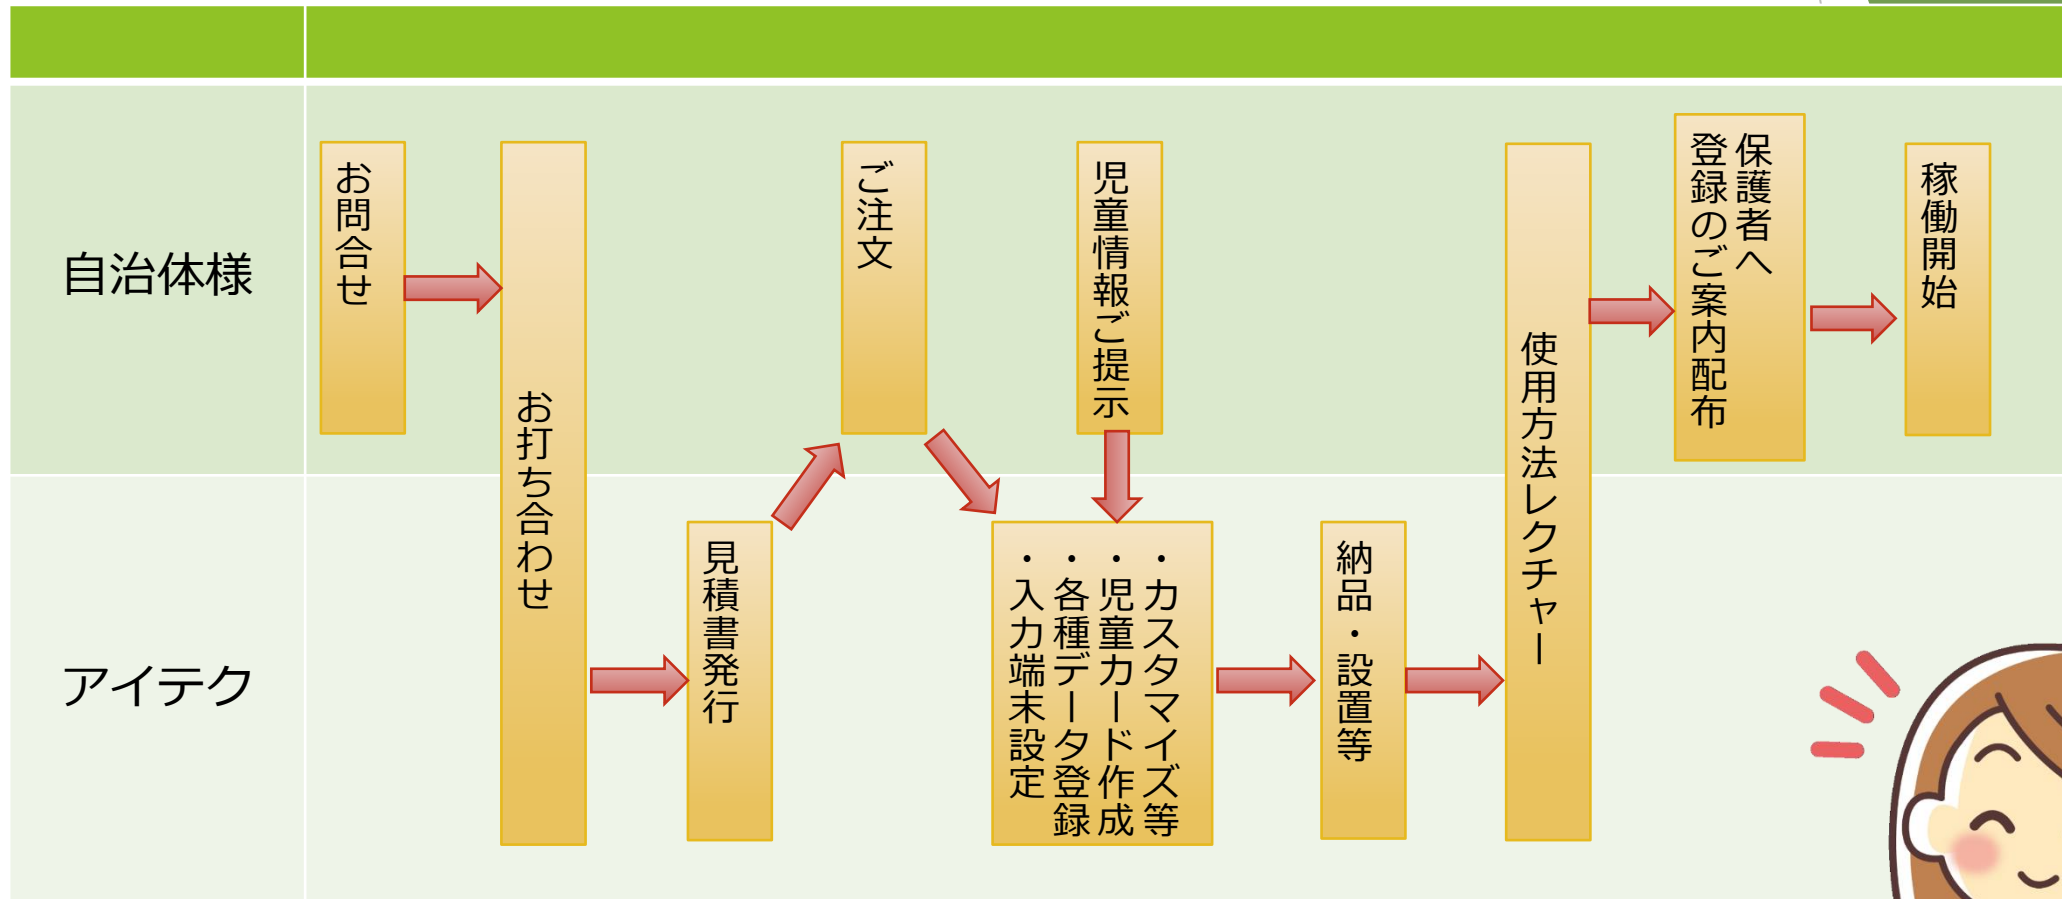 自治体様
お問合せ
お打ち合わせ
見積書発行
ご注文
児童情報ご提示
・カスタマイズ等
・児童カード作成
・各種データ登録
・入力端末設定
納品・設置等
使用方法レクチャー
保護者へ
登録のご案内配布
稼働開始
アイテク